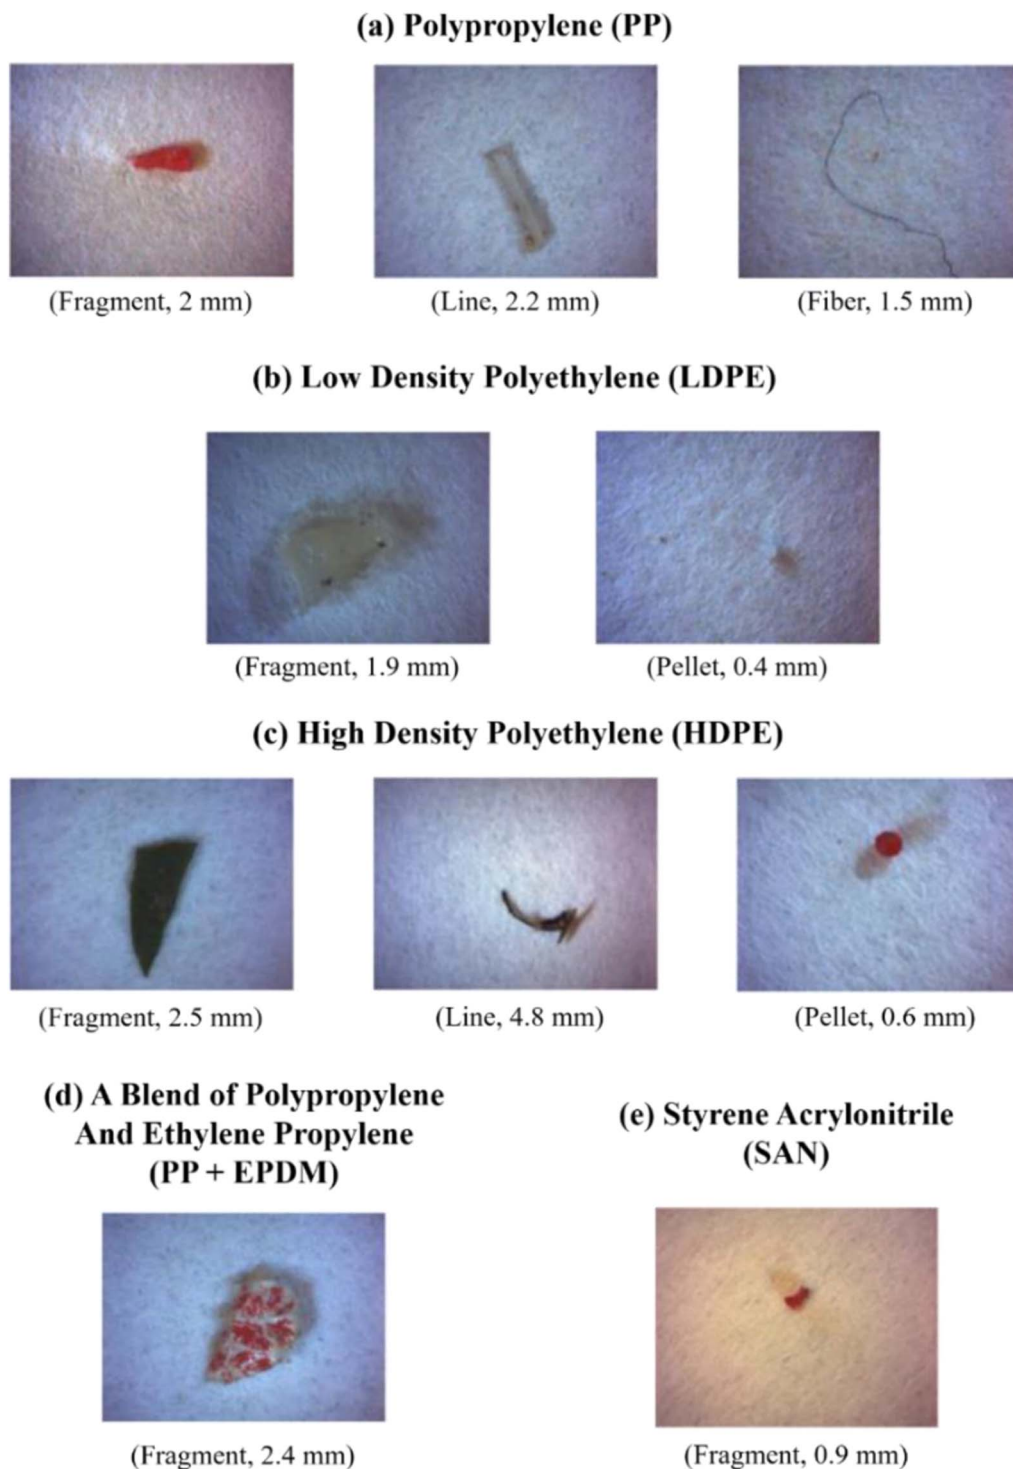 (a) Polypropylene (PP)
(Fragment, 2 mm)
(Line, 2.2 mm)
(Fiber, 1.5 mm)
(b) Low Density Polyethylene (LDPE)
(Fragment, 1.9 mm)
(Pellet, 0.4 mm)
(c) High Density Polyethylene (HDPE)
(Fragment, 2.5 mm)
(Line, 4.8 mm)
(Pellet, 0.6 mm)
(d) A Blend of Polypropylene
And Ethylene Propylene
(PP + EPDM)
(e) Styrene Acrylonitrile
(SAN)
(Fragment, 2.4 mm)
(Fragment, 0.9 mm)